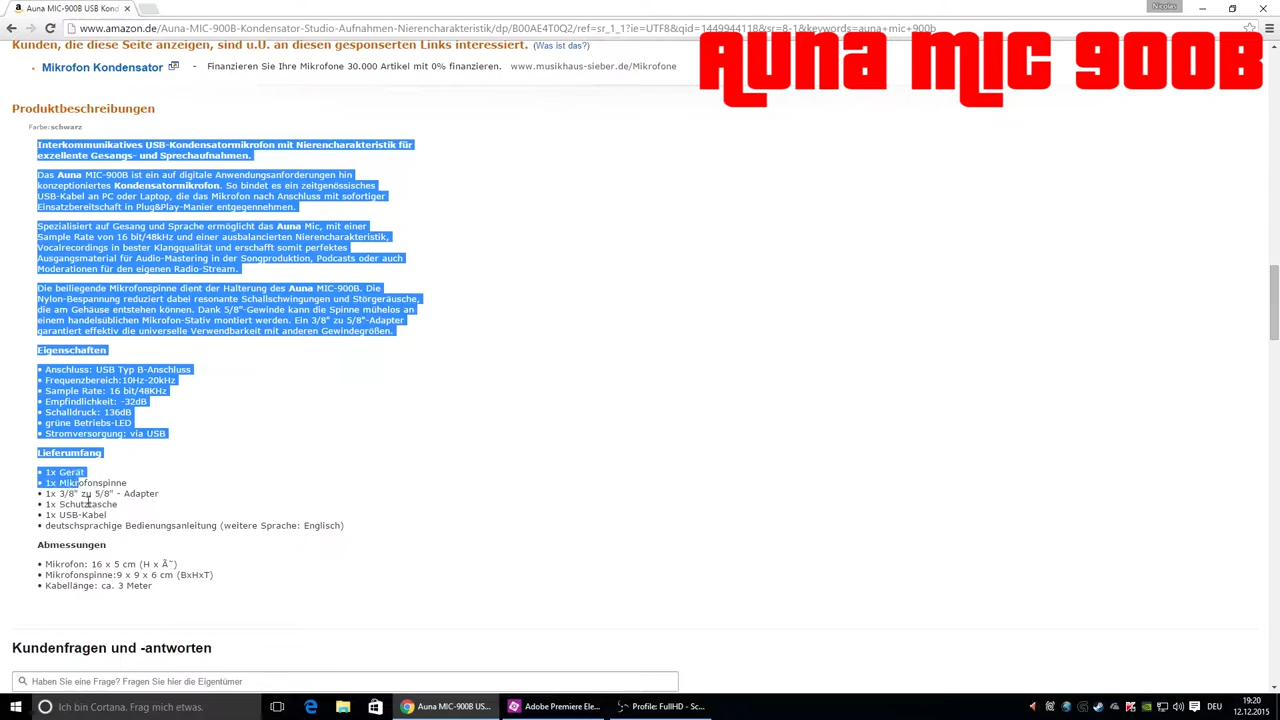 Auna MIC-900B USB Kond
Nicolas
www.amazon.de/Auna-MIC-900B-Kondensator-Studio-Aufnahmen-Nierencharakteristik/dp/B00AE4T0Q2/ref=sr_1_1?ie=UTF8&qid=1449944118&sr=8-1&keywords=auna+mic+900b
Kunden, die diese Seite anzeigen, sind u.U. an diesen gesponserten Links interessiert. (Was ist das?)
AUNA MIC 900B
Mikrofon Kondensator - Finanzieren Sie Ihre Mikrofone 30.000 Artikel mit 0% finanzieren. www.musikhaus-sieber.de/Mikrofone
Produktbeschreibungen
Farbe:schwarz
Interkommunikatives USB-Kondensatormikrofon mit Nierencharakteristik für
exzellente Gesangs- und Sprechaufnahmen.
Das Auna MIC-900B ist ein auf digitale Anwendungsanforderungen hin
konzeptioniertes Kondensatormikrofon. So bindet es ein zeitgenössisches
USB-Kabel an PC oder Laptop, die das Mikrofon nach Anschluss mit sofortiger
Einsatzbereitschaft in Plug&Play-Manier entgegennehmen.
Spezialisiert auf Gesang und Sprache ermöglicht das Auna Mic, mit einer
Sample Rate von 16 bit/48kHz und einer ausbalancierten Nierencharakteristik,
Vocalrecordings in bester Klangqualität und erschafft somit perfektes
Ausgangsmaterial für Audio-Mastering in der Songproduktion, Podcasts oder auch
Moderationen für den eigenen Radio-Stream.
Die beiliegende Mikrofonspinne dient der Halterung des Auna MIC-900B. Die
Nylon-Bespannung reduziert dabei resonante Schallschwingungen und Störgeräusche,
die am Gehäuse entstehen können. Dank 5/8"-Gewinde kann die Spinne mühelos an
einem handelsüblichen Mikrofon-Stativ montiert werden. Ein 3/8" zu 5/8"-Adapter
garantiert effektiv die universelle Verwendbarkeit mit anderen Gewindegrößen.
Eigenschaften
• Anschluss: USB Typ B-Anschluss
• Frequenzbereich:10Hz-20kHz
• Sample Rate: 16 bit/48KHz
• Empfindlichkeit: -32dB
• Schalldruck: 136dB
• grüne Betriebs-LED
• Stromversorgung: via USB
Lieferumfang
• 1x Gerät
• 1x Mikrofonspinne
• 1x 3/8" zu 5/8" - Adapter
• 1x Schutztasche
• 1x USB-Kabel
• deutschsprachige Bedienungsanleitung (weitere Sprache: Englisch)
Abmessungen
• Mikrofon: 16 x 5 cm (H x Ã˜)
• Mikrofonspinne:9 x 9 x 6 cm (BxHxT)
• Kabellänge: ca. 3 Meter
Kundenfragen und -antworten
Haben Sie eine Frage? Fragen Sie hier die Eigentümer
Ich bin Cortana. Frag mich etwas.
Auna MIC-900B US...
Adobe Premiere Ele...
Profile: FullHD - Sc...
DEU
19:20
12.12.2015